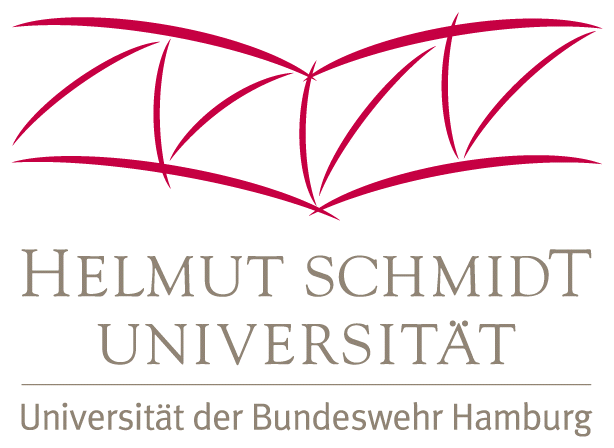 HELMUT SCHMIDT
UNIVERSITÄT
Universität der Bundeswehr Hamburg